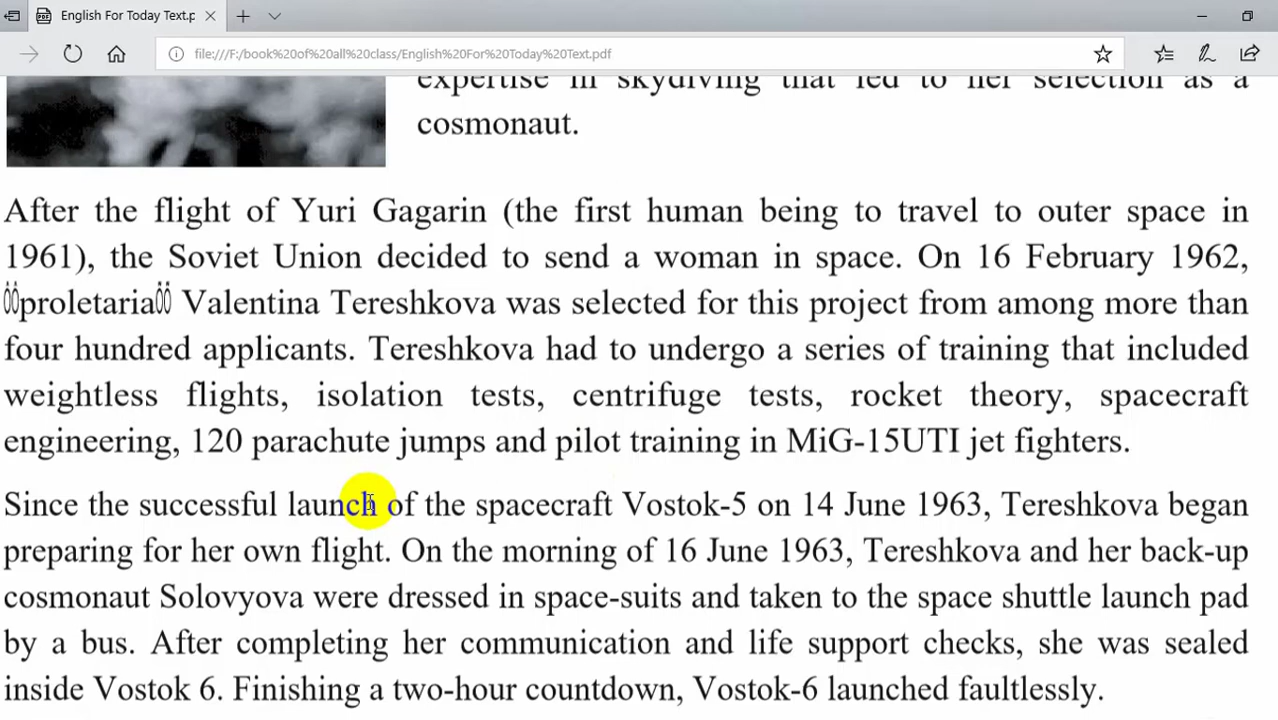 English For Today Text.p
file:///F:/book%20of%20all%20class/English%20For%20Today%20Text.pdf
expertise in skydiving that led to her selection as a
cosmonaut.
After the flight of Yuri Gagarin (the first human being to travel to outer space in
1961), the Soviet Union decided to send a woman in space. On 16 February 1962,
ÖÖproletariaÖÖ Valentina Tereshkova was selected for this project from among more than
four hundred applicants. Tereshkova had to undergo a series of training that included
weightless flights, isolation tests, centrifuge tests, rocket theory, spacecraft
engineering, 120 parachute jumps and pilot training in MiG-15UTI jet fighters.
Since the successful launch of the spacecraft Vostok-5 on 14 June 1963, Tereshkova began
preparing for her own flight. On the morning of 16 June 1963, Tereshkova and her back-up
cosmonaut Solovyova were dressed in space-suits and taken to the space shuttle launch pad
by a bus. After completing her communication and life support checks, she was sealed
inside Vostok 6. Finishing a two-hour countdown, Vostok-6 launched faultlessly.